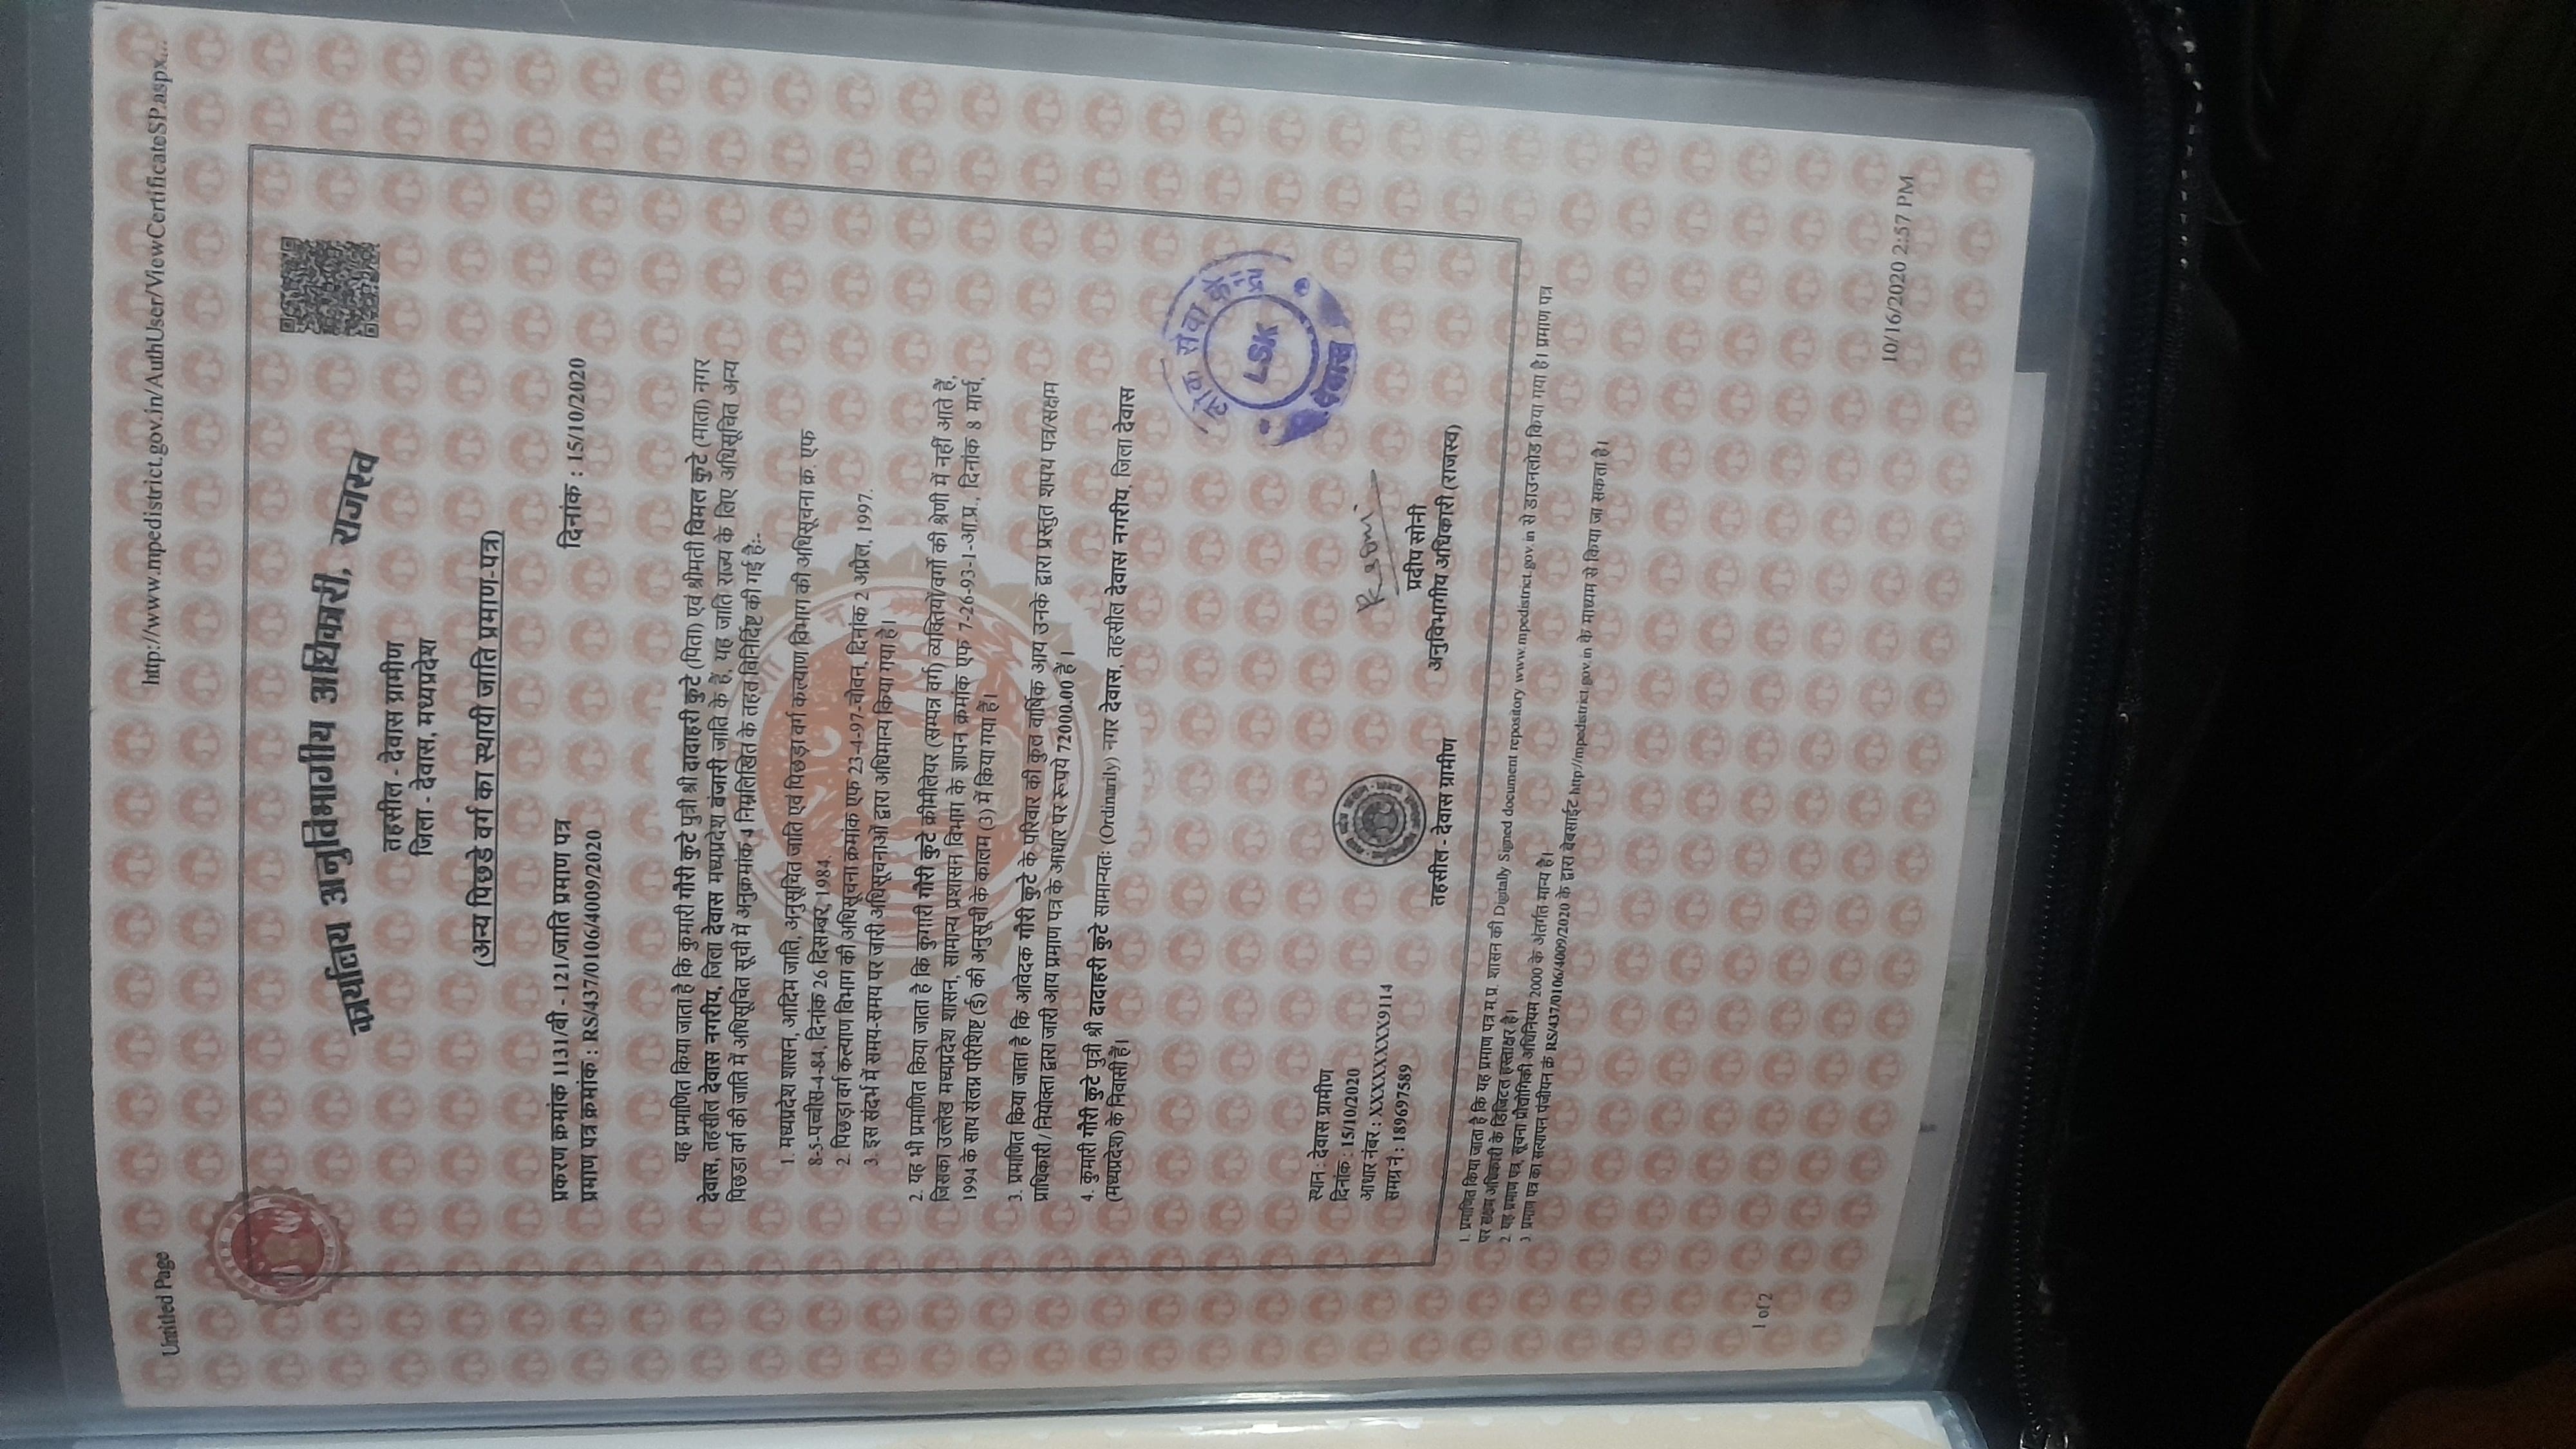 Untitled Page
http://www.mpedistrict.gov.in/AuthUser/ViewCertificateSP.aspx...
कार्यालय अनुविभागीय अधिकारी, राजस्व
तहसील - देवास ग्रामीण
जिला - देवास, मध्यप्रदेश
(अन्य पिछडे वर्ग का स्थायी जाति प्रमाण-पत्र)
प्रकरण क्रमांक 1131/बी - 121/जाति प्रमाण पत्र
दिनांक : 15/10/2020
प्रमाण पत्र क्रमांक : RS/437/0106/4009/2020
यह प्रमाणित किया जाता है कि कुमारी गौरी कुटे पुत्री श्री दादाहरी कुटे (पिता) एवं श्रीमती विमल कुटे (माता) नगर
देवास, तहसील देवास नगरीय, जिला देवास मध्यप्रदेश बंजारी जाति के हैं, यह जाति राज्य के लिए अधिसूचित अन्य
पिछडा वर्ग की जाति में अधिसूचित सूची में अनुक्रमांक 4 निम्नलिखित के तहत विनिर्दिष्ट की गई है:-
1. मध्यप्रदेश शासन, आदिम जाति, अनुसूचित जाति एवं पिछड़ा वर्ग कल्याण विभाग की अधिसूचना क्र. एफ
8-5-पच्चीस-4-84, दिनांक 26 दिसम्बर, 1984.
2. पिछड़ा वर्ग कल्याण विभाग की अधिसूचना क्रमांक एफ 23-4-97-चोवन, दिनांक 2 अप्रैल, 1997.
3. इस संदर्भ में समय-समय पर जारी अधिसूचनाओं द्वारा अधिमान्य किया गया है।
2. यह भी प्रमाणित किया जाता है कि कुमारी गौरी कुटे क्रीमीलेयर (सम्पन्न वर्ग) व्यक्तियों/वर्गों की श्रेणी में नहीं आते हैं,
जिसका उल्लेख मध्यप्रदेश शासन, सामान्य प्रशासन विभाग के ज्ञापन क्रमांक एफ 7-26-93-1-आ.प्र., दिनांक 8 मार्च,
1994 के साथ संलग्न परिशिष्ट (ई) की अनुसूची के कालम (3) में किया गया है।
3. प्रमाणित किया जाता है कि आवेदक गौरी कुटे के परिवार की कुल वार्षिक आय उनके द्वारा प्रस्तुत शपथ पत्र/सक्षम
प्राधिकारी / नियोक्ता द्वारा जारी आय प्रमाण पत्र के आधार पर रूपये 72000.00 है।
4. कुमारी गौरी कुटे पुत्री श्री दादाहरी कुटे सामान्यतः (Ordinarily) नगर देवास, तहसील देवास नगरीय, जिला देवास
(मध्यप्रदेश) के निवासी हैं।
लोक सेवा केन्द्र
LSK
देवास
स्थान : देवास ग्रामीण
दिनांक : 15/10/2020
आधार नंबर : XXXXXXXX9114
समग्र नं : 189697589
प्रदीप सोनी
तहसील - देवास ग्रामीण
अनुविभागीय अधिकारी (राजस्व)
1. प्रमाणित किया जाता है कि यह प्रमाण पत्र म.प्र. शासन की Digitally Signed document repository www.mpedistrict.gov.in से डाउनलोड किया गया है। प्रमाण पत्र
पर सक्षम अधिकारी के डिजिटल हस्ताक्षर है।
2. यह प्रमाण पत्र, सूचना प्रौद्योगिकी अधिनियम 2000 के अंतर्गत मान्य है।
3. प्रमाण पत्र का सत्यापन पंजीयन क्रं RS/437/0106/4009/2020 के द्वारा बेबसाईट http://mpedistrict.gov.in के माध्यम से किया जा सकता है।
1 of 2
10/16/2020 2:57 PM